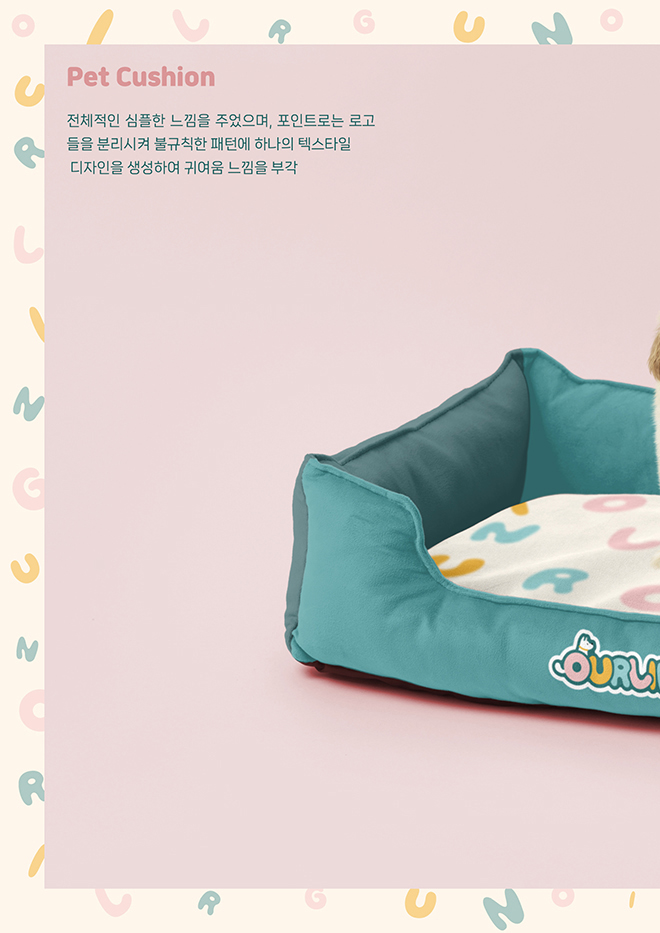 Pet Cushion
전체적인 심플한 느낌을 주었으며, 포인트로는 로고
들을 분리시켜 불규칙한 패턴에 하나의 텍스타일
디자인을 생성하여 귀여움 느낌을 부각
OURLI